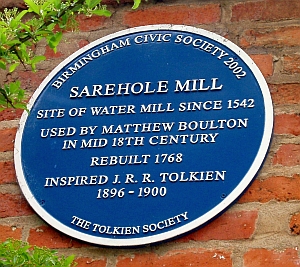 BIRMINGHAM CIVIC SOCIETY 2002
SAREHOLE MILL
SITE OF WATER MILL SINCE 1542
USED BY MATTHEW BOULTON
IN MID 18TH CENTURY
REBUILT 1768
INSPIRED J. R. R. TOLKIEN
1896 - 1900
THE TOLKIEN SOCIETY